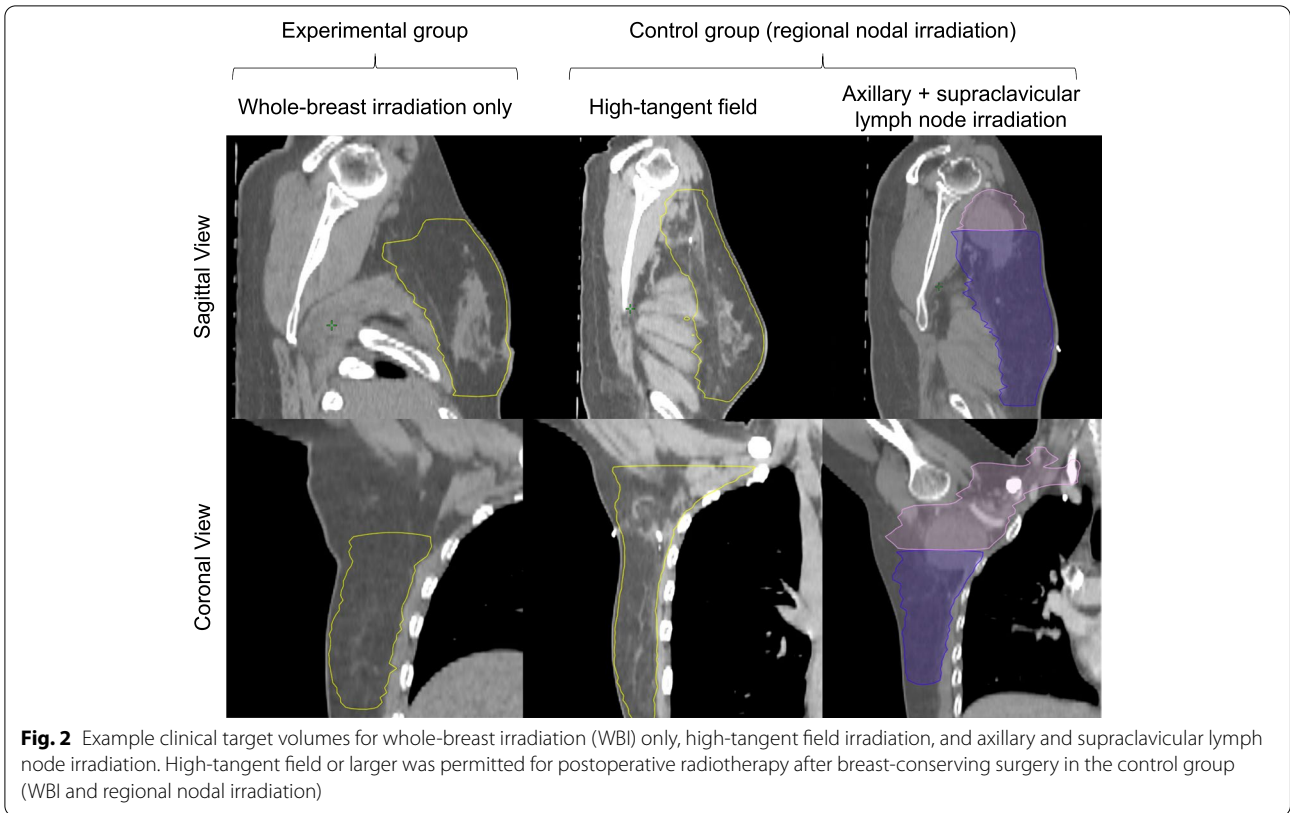 Experimental group
Control group (regional nodal irradiation)
Whole-breast irradiation only
High-tangent field
Axillary + supraclavicular
lymph node irradiation
Sagittal View
Coronal View
Fig. 2 Example clinical target volumes for whole-breast irradiation (WBI) only, high-tangent field irradiation, and axillary and supraclavicular lymph
node irradiation. High-tangent field or larger was permitted for postoperative radiotherapy after breast-conserving surgery in the control group
(WBI and regional nodal irradiation)